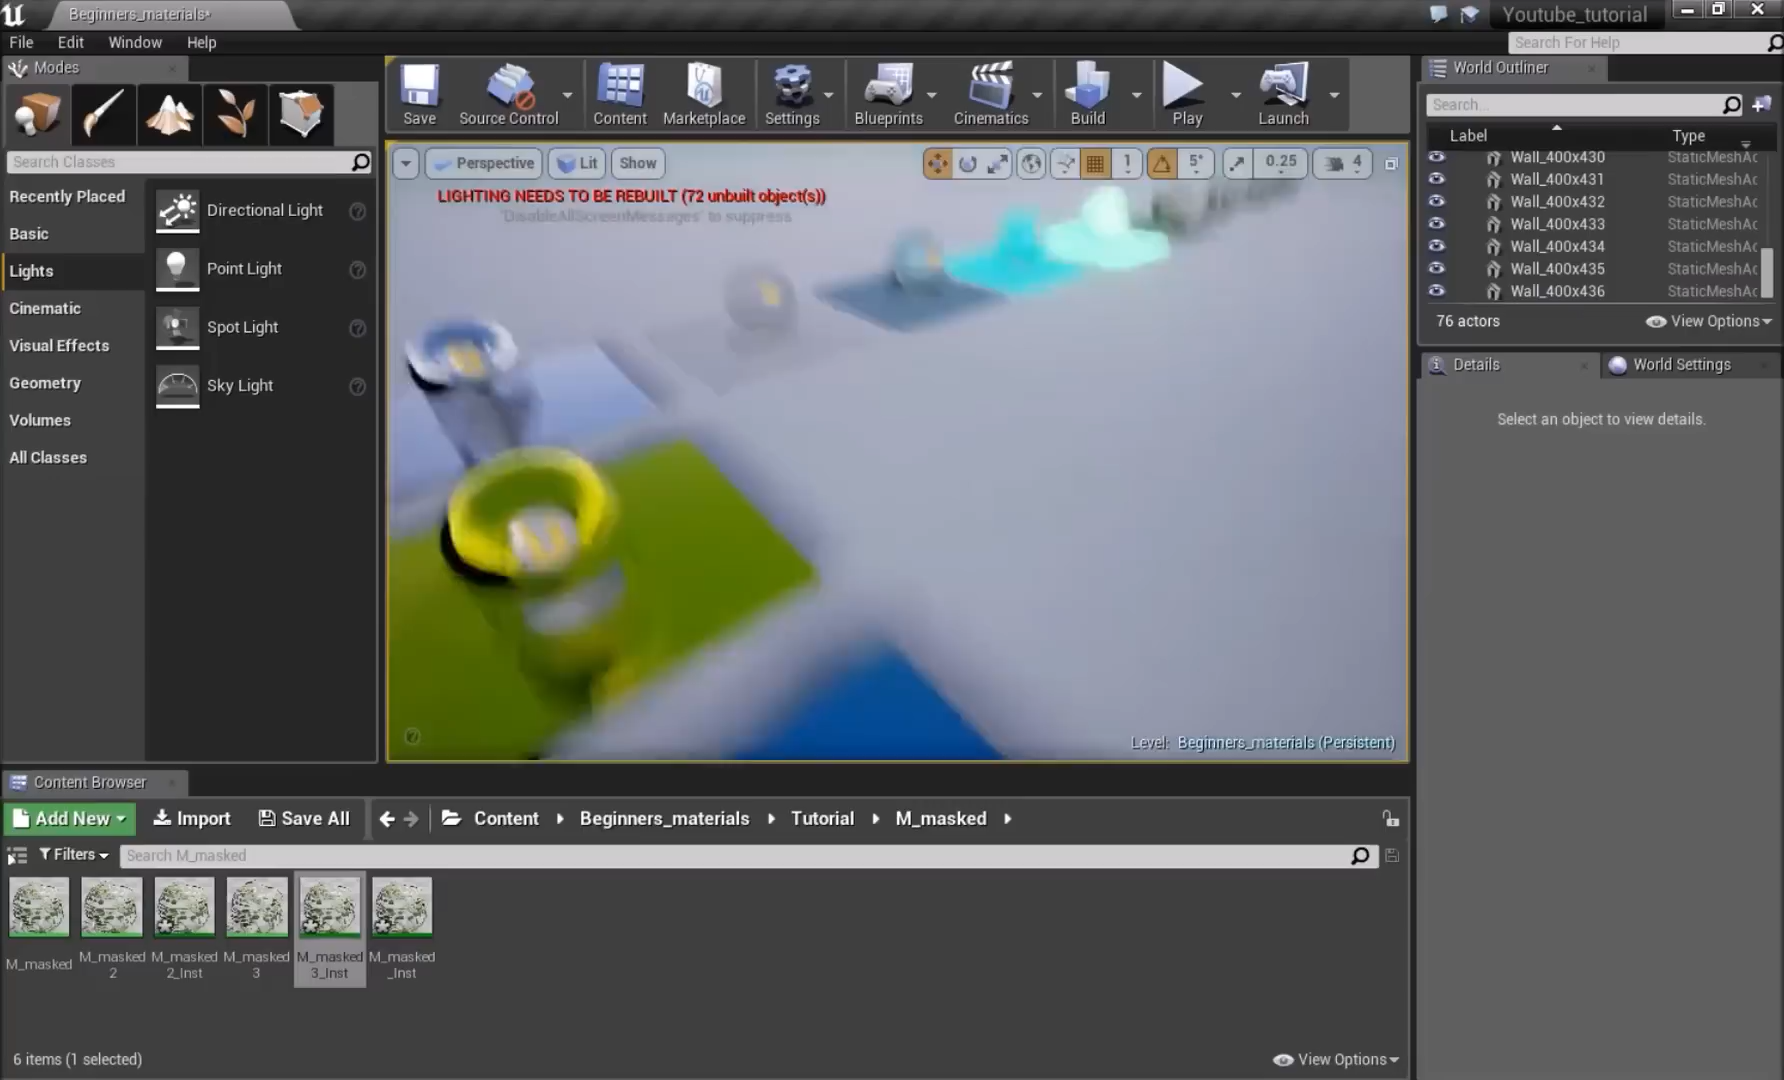 Beginners_materials*
Youtube_tutorial
File Edit Window Help
Search For Help
Modes
Search Classes
Recently Placed
Basic
Lights
Cinematic
Visual Effects
Geometry
Volumes
All Classes
Directional Light
Point Light
Spot Light
Sky Light
Save
Source Control
Content
Marketplace
Settings
Blueprints
Cinematics
Build
Play
Launch
Perspective Lit Show
1 5° 0.25 4
LIGHTING NEEDS TO BE REBUILT (72 unbuilt object(s))
'DisableAllScreenMessages' to suppress
Level: Beginners_materials (Persistent)
World Outliner
Search...
Label Type
Wall_400x430 StaticMeshAc
Wall_400x431 StaticMeshAc
Wall_400x432 StaticMeshAc
Wall_400x433 StaticMeshAc
Wall_400x434 StaticMeshAc
Wall_400x435 StaticMeshAc
Wall_400x436 StaticMeshAc
76 actors View Options
Details World Settings
Select an object to view details.
Content Browser
Add New Import Save All Content Beginners_materials Tutorial M_masked
Filters Search M_masked
M_masked
M_masked
2
M_masked
2_Inst
M_masked
3
M_masked
3_Inst
M_masked
_Inst
6 items (1 selected) View Options